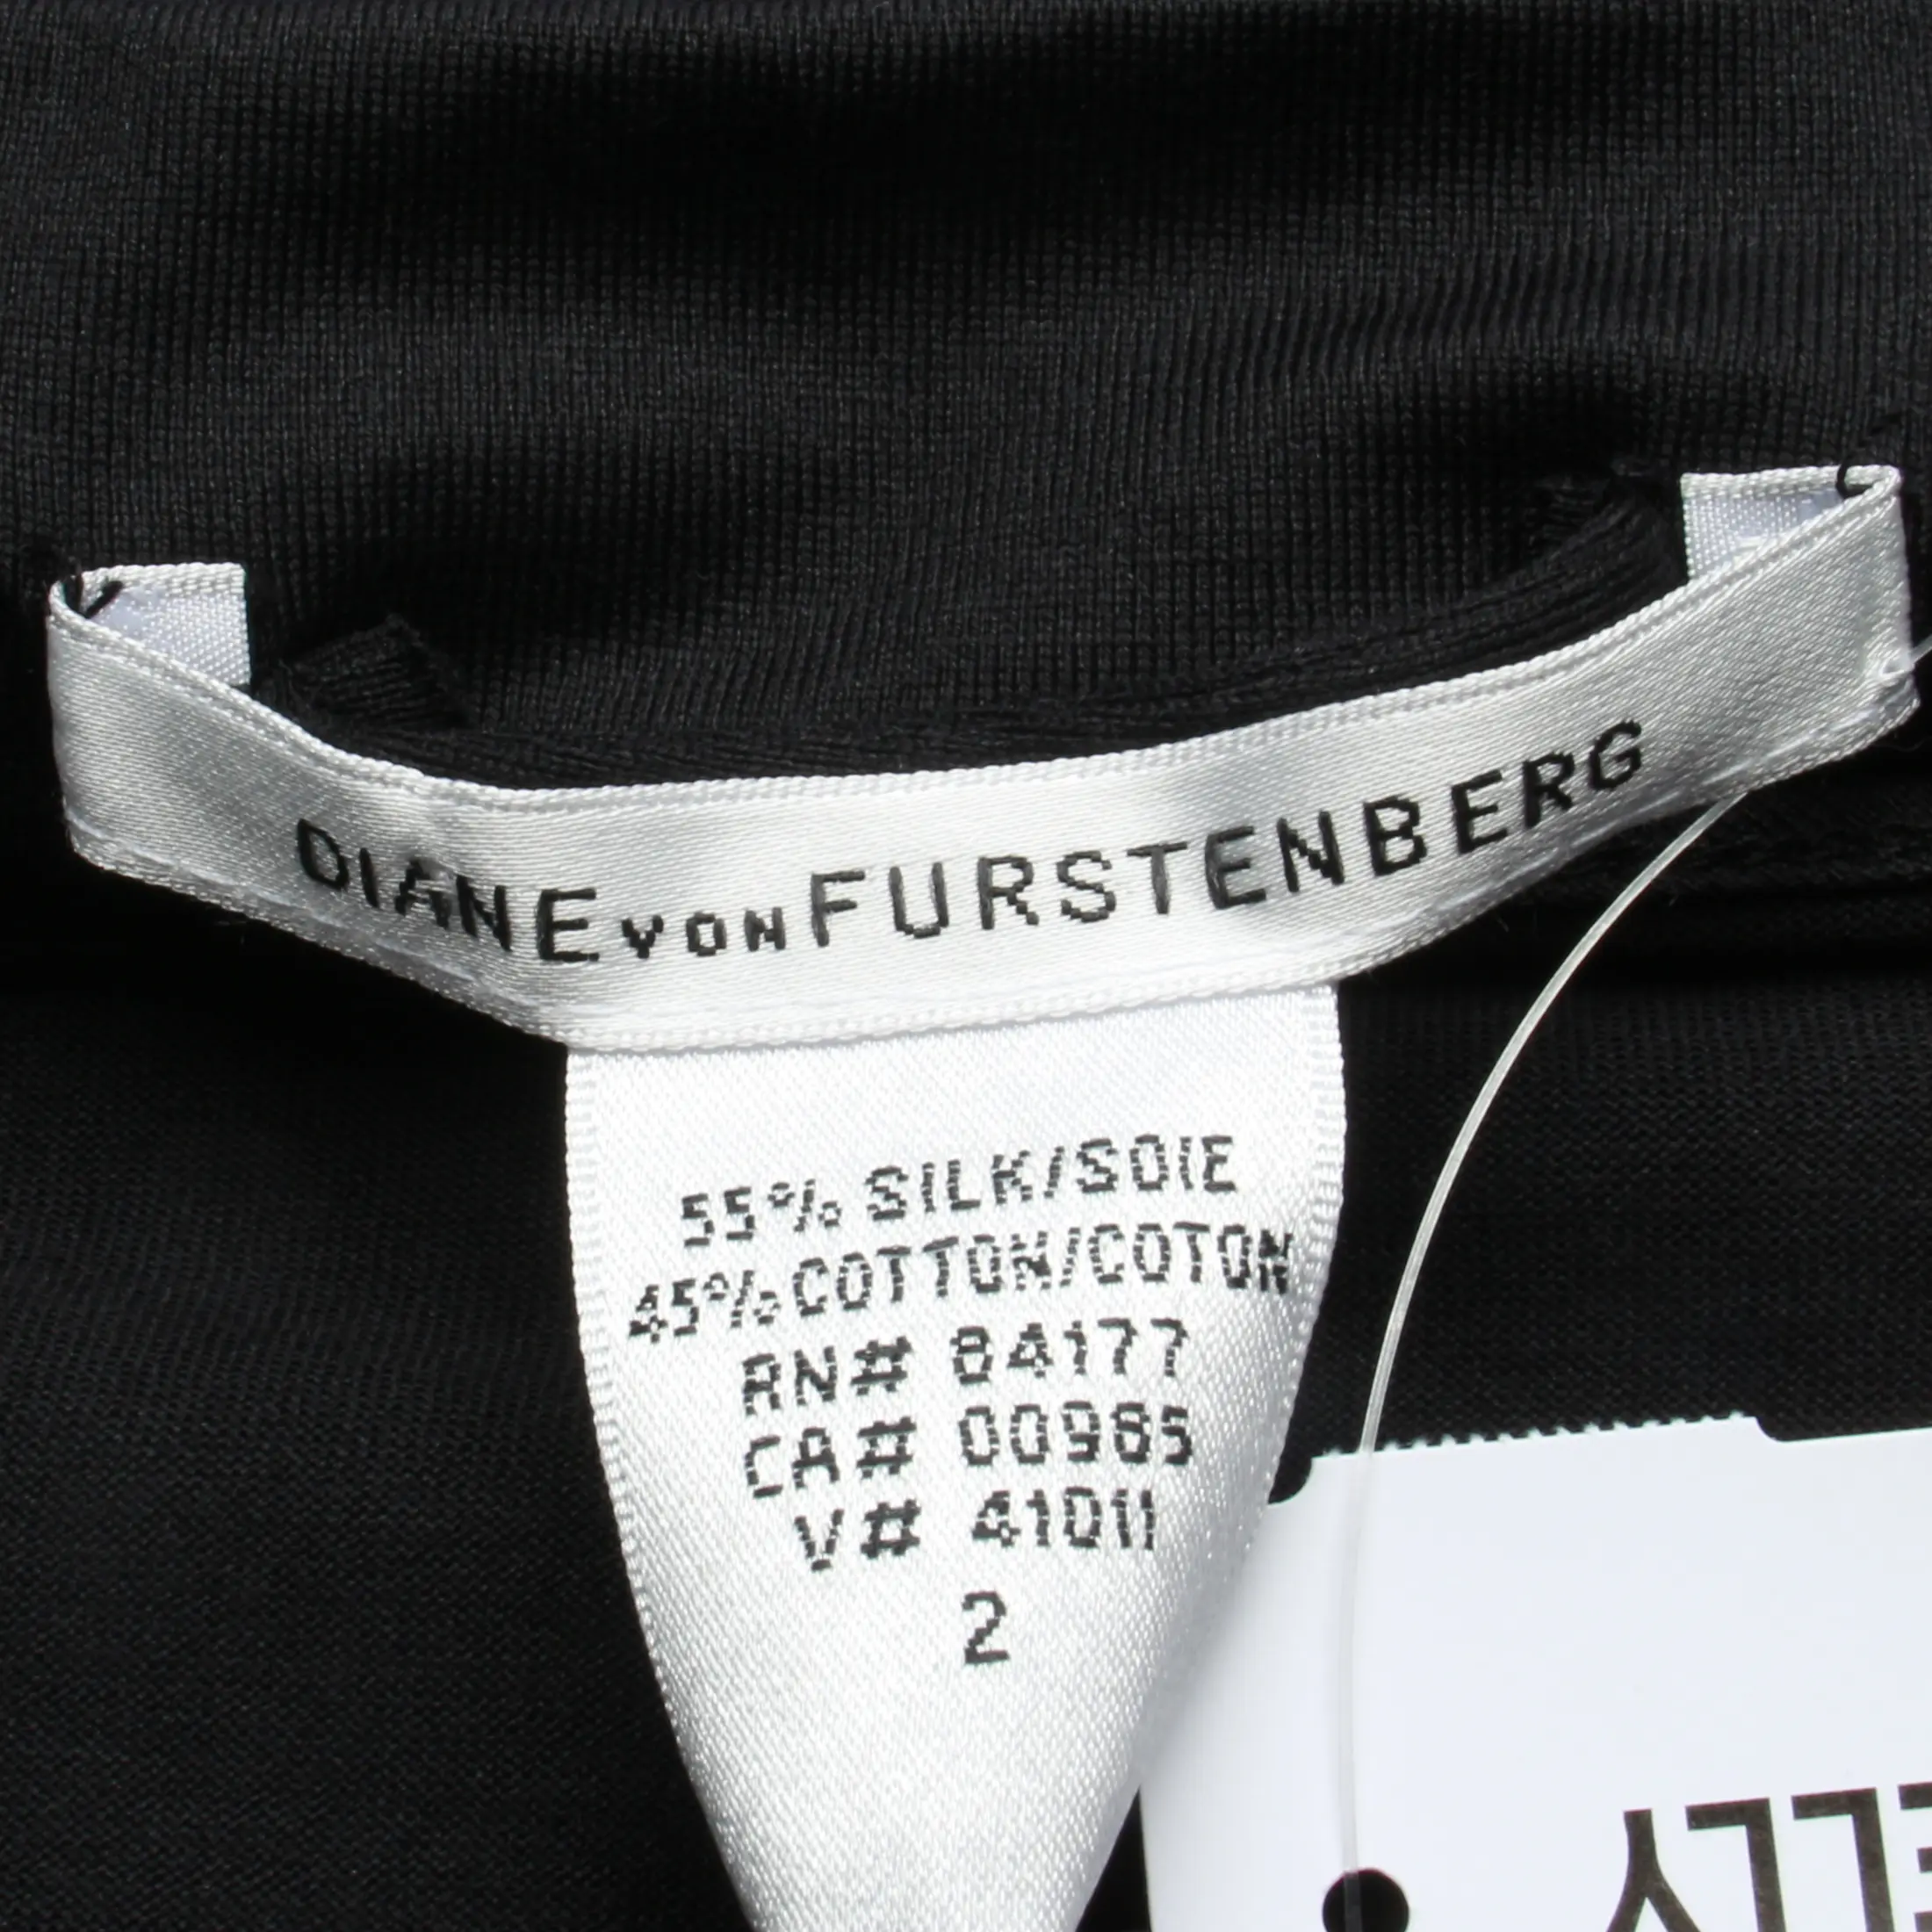 DIANE VON FURSTENBERG
55% SILK/SOIE
45% COTTON/COTON
RN# 84177
CA# 00985
V# 41011
2